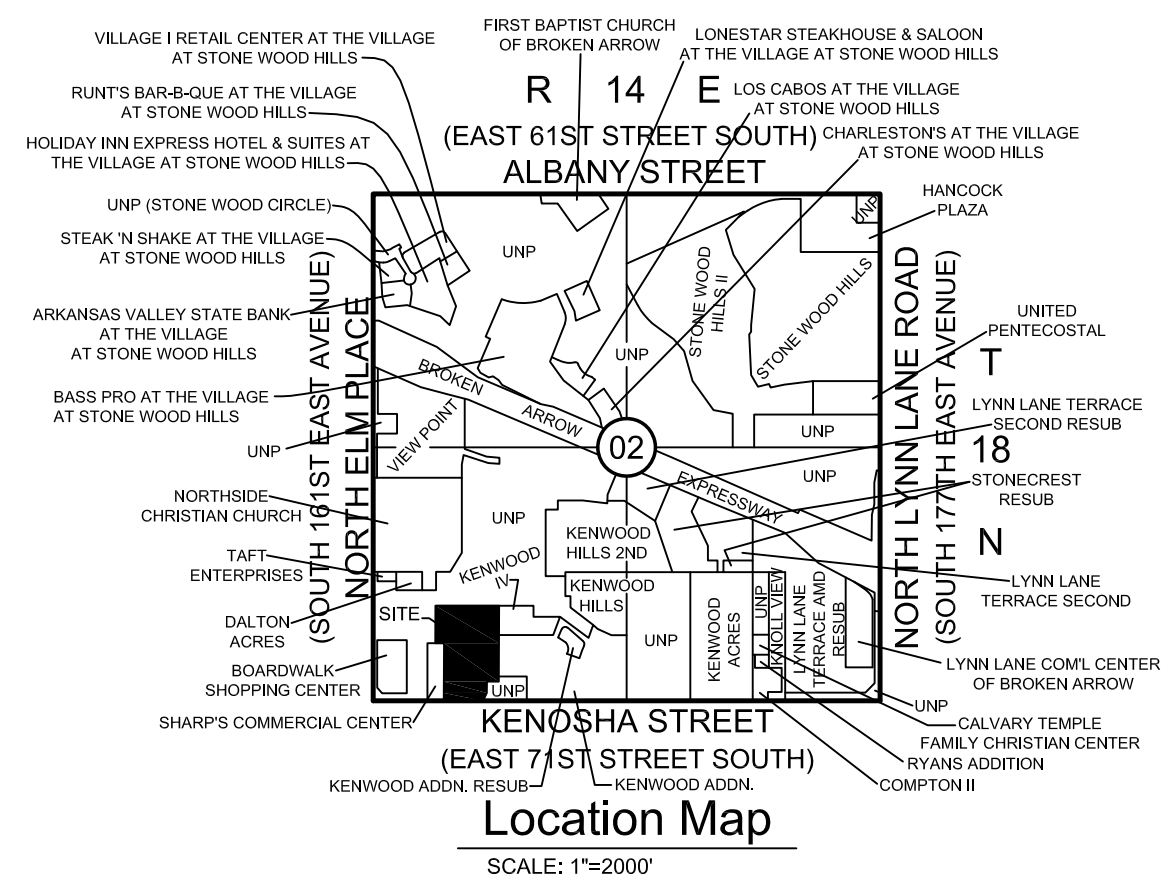 FIRST BAPTIST CHURCH
OF BROKEN ARROW
LONESTAR STEAKHOUSE & SALOON
AT THE VILLAGE AT STONE WOOD HILLS
VILLAGE I RETAIL CENTER AT THE VILLAGE
AT STONE WOOD HILLS
R 14 E
LOS CABOS AT THE VILLAGE
AT STONE WOOD HILLS
RUNT'S BAR-B-QUE AT THE VILLAGE
AT STONE WOOD HILLS
(EAST 61ST STREET SOUTH)
ALBANY STREET
CHARLESTON'S AT THE VILLAGE
AT STONE WOOD HILLS
HOLIDAY INN EXPRESS HOTEL & SUITES AT
THE VILLAGE AT STONE WOOD HILLS
HANCOCK
PLAZA
UNP (STONE WOOD CIRCLE)
STEAK 'N SHAKE AT THE VILLAGE
AT STONE WOOD HILLS
ARKANSAS VALLEY STATE BANK
AT THE VILLAGE
AT STONE WOOD HILLS
BASS PRO AT THE VILLAGE
AT STONE WOOD HILLS
UNP
NORTHSIDE
CHRISTIAN CHURCH
TAFT
ENTERPRISES
DALTON
ACRES
BOARDWALK
SHOPPING CENTER
SHARP'S COMMERCIAL CENTER
(SOUTH 161ST EAST AVENUE)
NORTH ELM PLACE
UNP
UNP
STONE WOOD
HILLS II
STONE WOOD HILLS
UNP
UNP
BROKEN
ARROW
EXPRESSWAY
VIEW POINT
02
UNP
UNP
UNP
KENWOOD
HILLS 2ND
KENWOOD
IV
KENWOOD
HILLS
SITE
UNP
UNP
KENWOOD
ACRES
UNP
KNOLL VIEW
LYNN LANE
TERRACE AMD
RESUB
NORTH LYNN LANE ROAD
(SOUTH 177TH EAST AVENUE)
UNITED
PENTECOSTAL
T
LYNN LANE TERRACE
SECOND RESUB
18
STONECREST
RESUB
N
LYNN LANE
TERRACE SECOND
LYNN LANE COM'L CENTER
OF BROKEN ARROW
UNP
CALVARY TEMPLE
FAMILY CHRISTIAN CENTER
RYANS ADDITION
COMPTON II
KENOSHA STREET
(EAST 71ST STREET SOUTH)
KENWOOD ADDN. RESUB
KENWOOD ADDN.
Location Map
SCALE: 1"=2000'